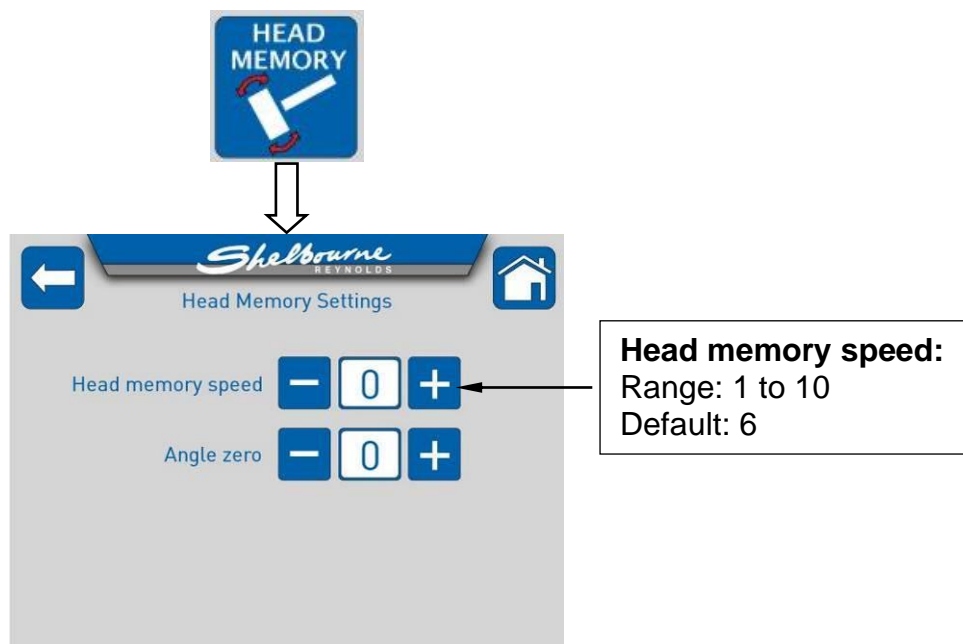 HEAD
MEMORY
Shelbourne
REYNOLDS
Head Memory Settings
Head memory speed − 0 +
Angle zero − 0 +
Head memory speed:
Range: 1 to 10
Default: 6